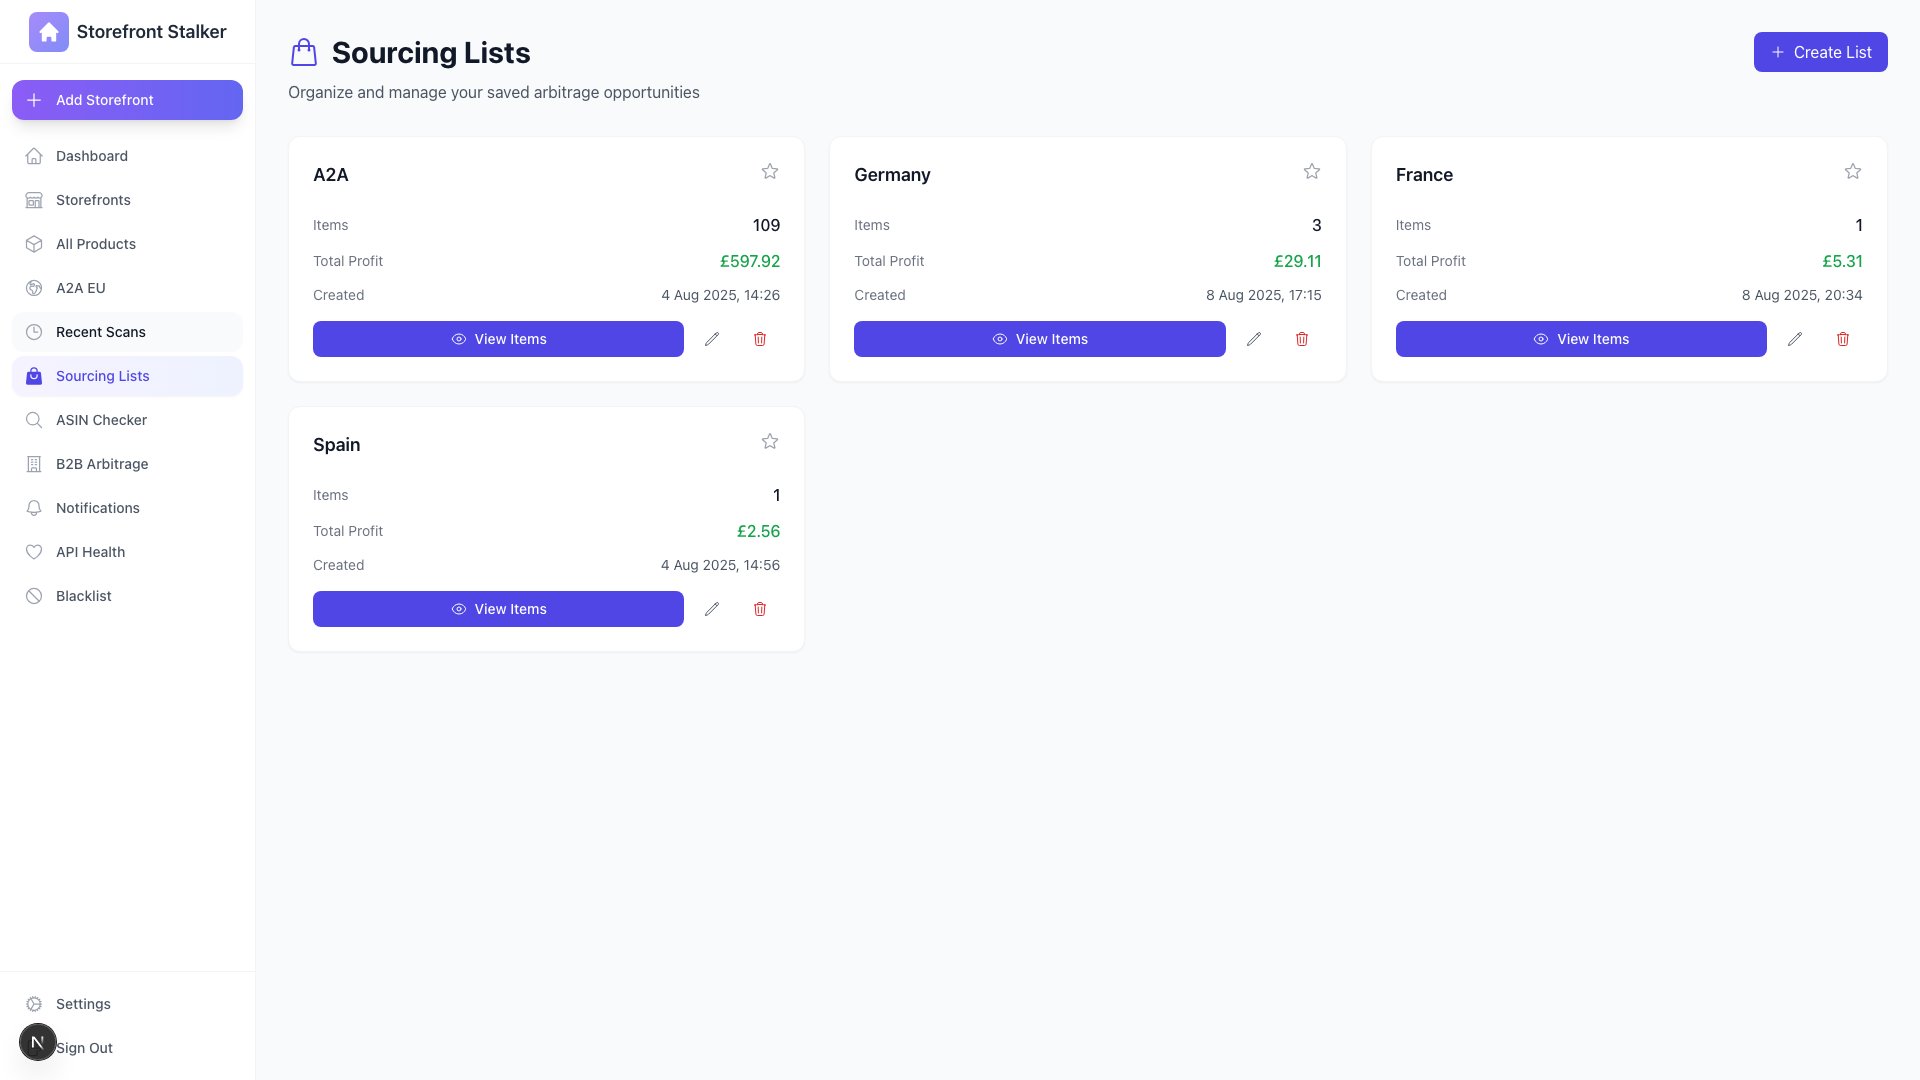 Storefront Stalker
Add Storefront
Dashboard
Storefronts
All Products
A2A EU
Recent Scans
Sourcing Lists
ASIN Checker
B2B Arbitrage
Notifications
API Health
Blacklist
Settings
N
Sign Out
Sourcing Lists
Create List
Organize and manage your saved arbitrage opportunities
A2A
Items 109
Total Profit £597.92
Created 4 Aug 2025, 14:26
View Items
Germany
Items 3
Total Profit £29.11
Created 8 Aug 2025, 17:15
View Items
France
Items 1
Total Profit £5.31
Created 8 Aug 2025, 20:34
View Items
Spain
Items 1
Total Profit £2.56
Created 4 Aug 2025, 14:56
View Items